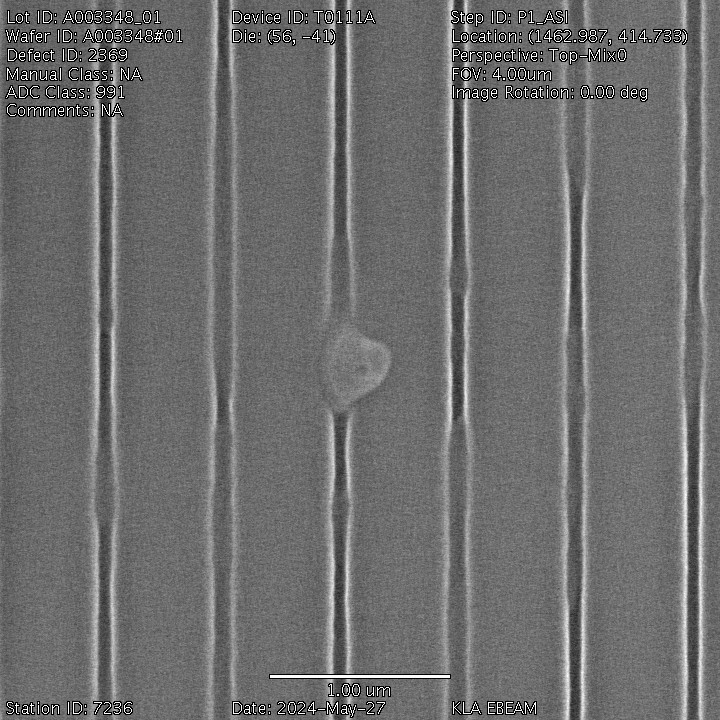 Lot ID: A003348_01
Wafer ID: A003348#01
Defect ID: 2369
Manual Class: NA
ADC Class: 991
Comments: NA
Device ID: T0111A
Die: (56, -41)
Step ID: P1_ASI
Location: (1462.987, 414.733)
Perspective: Top-Mix0
FOV: 4.00um
Image Rotation: 0.00 deg
1.00 um
Station ID: 7236
Date: 2024-May-27
KLA EBEAM